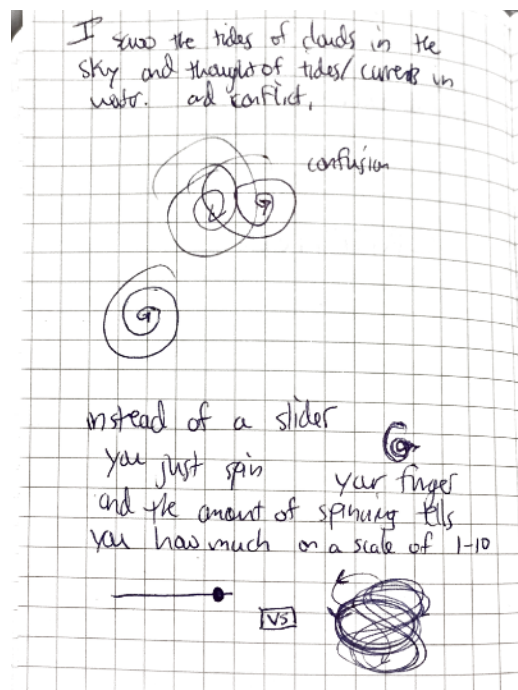 I saw the tides of clouds in the
sky and thought of tides/currents in
water. and conflict,
confusion
instead of a slider
you just spin your finger
and the amount of spinning tells
you how much on a scale of 1-10
VS